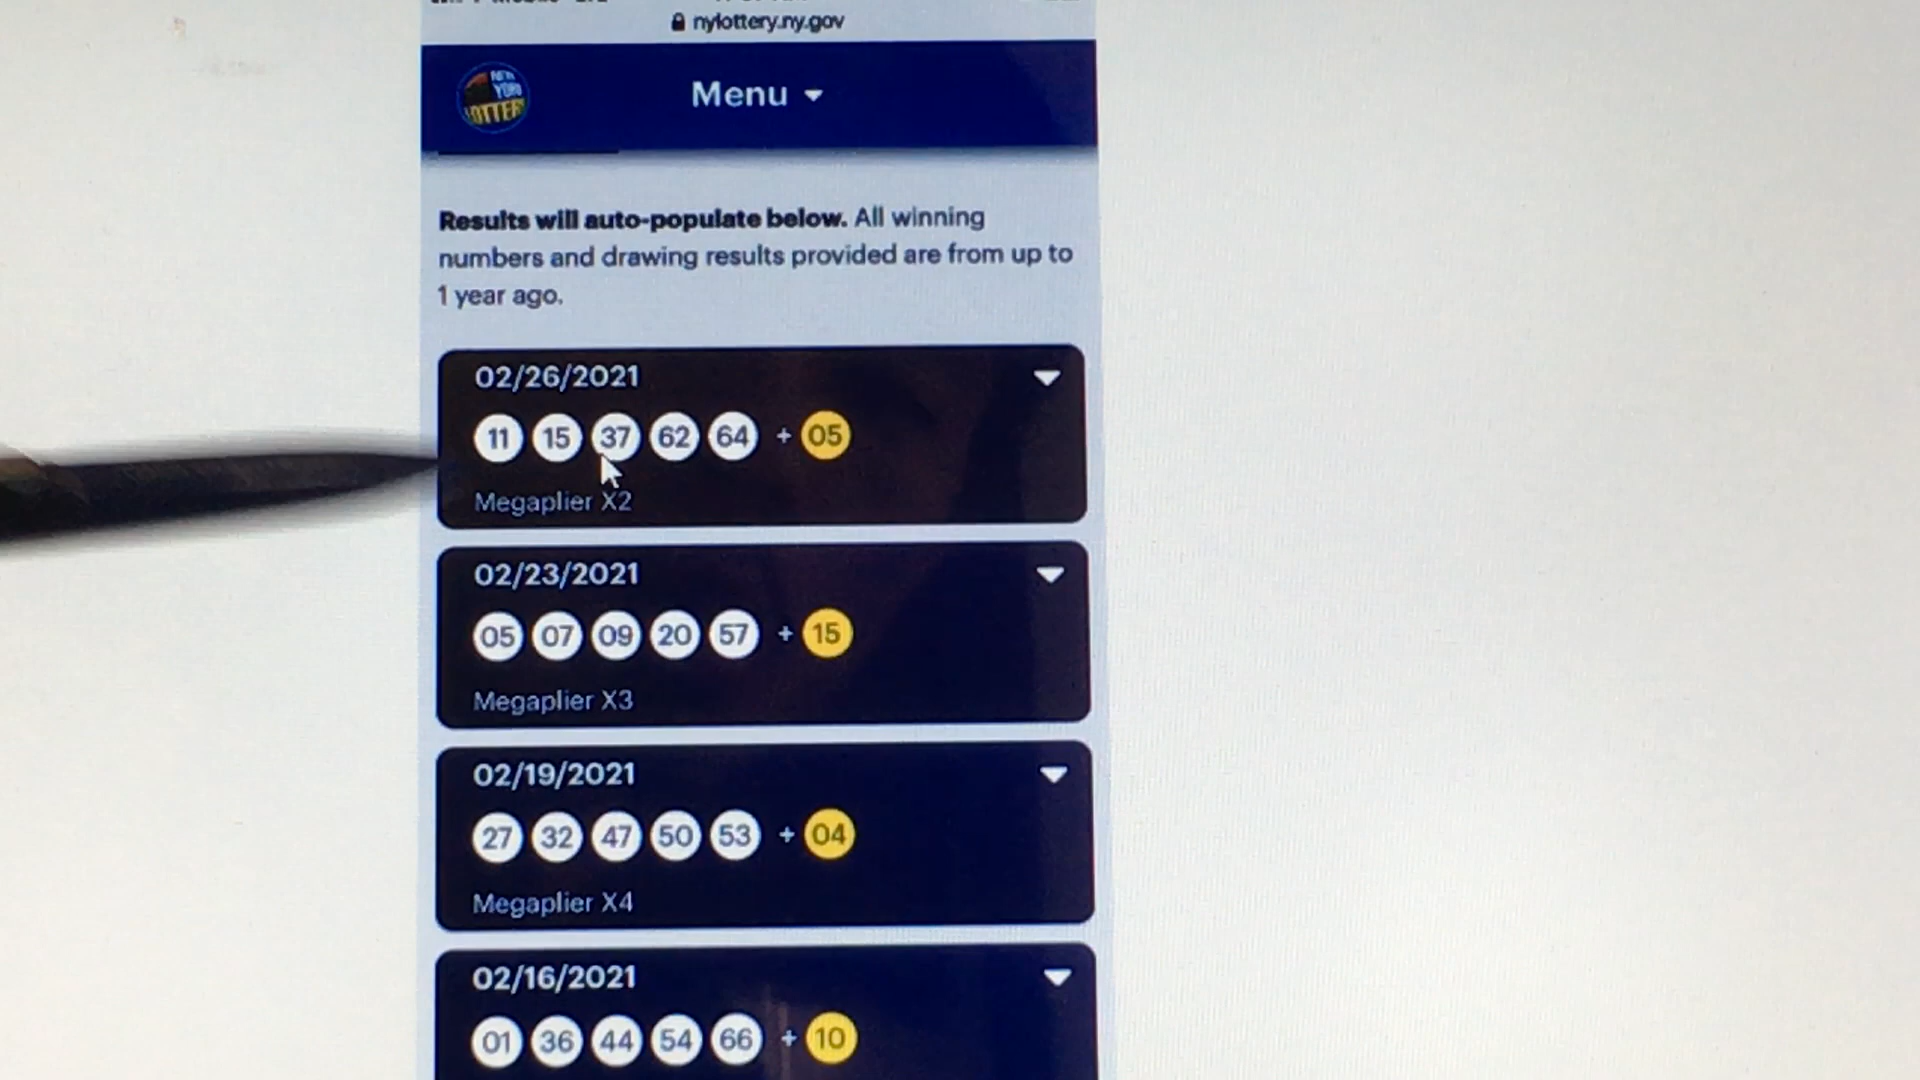 nylottery.ny.gov
NEW
YORK
LOTTERY
Menu
Results will auto-populate below. All winning
numbers and drawing results provided are from up to
1 year ago.
02/26/2021
11 15 37 62 64 + 05
Megaplier X2
02/23/2021
05 07 09 20 57 + 15
Megaplier X3
02/19/2021
27 32 47 50 53 + 04
Megaplier X4
02/16/2021
01 36 44 54 66 + 10